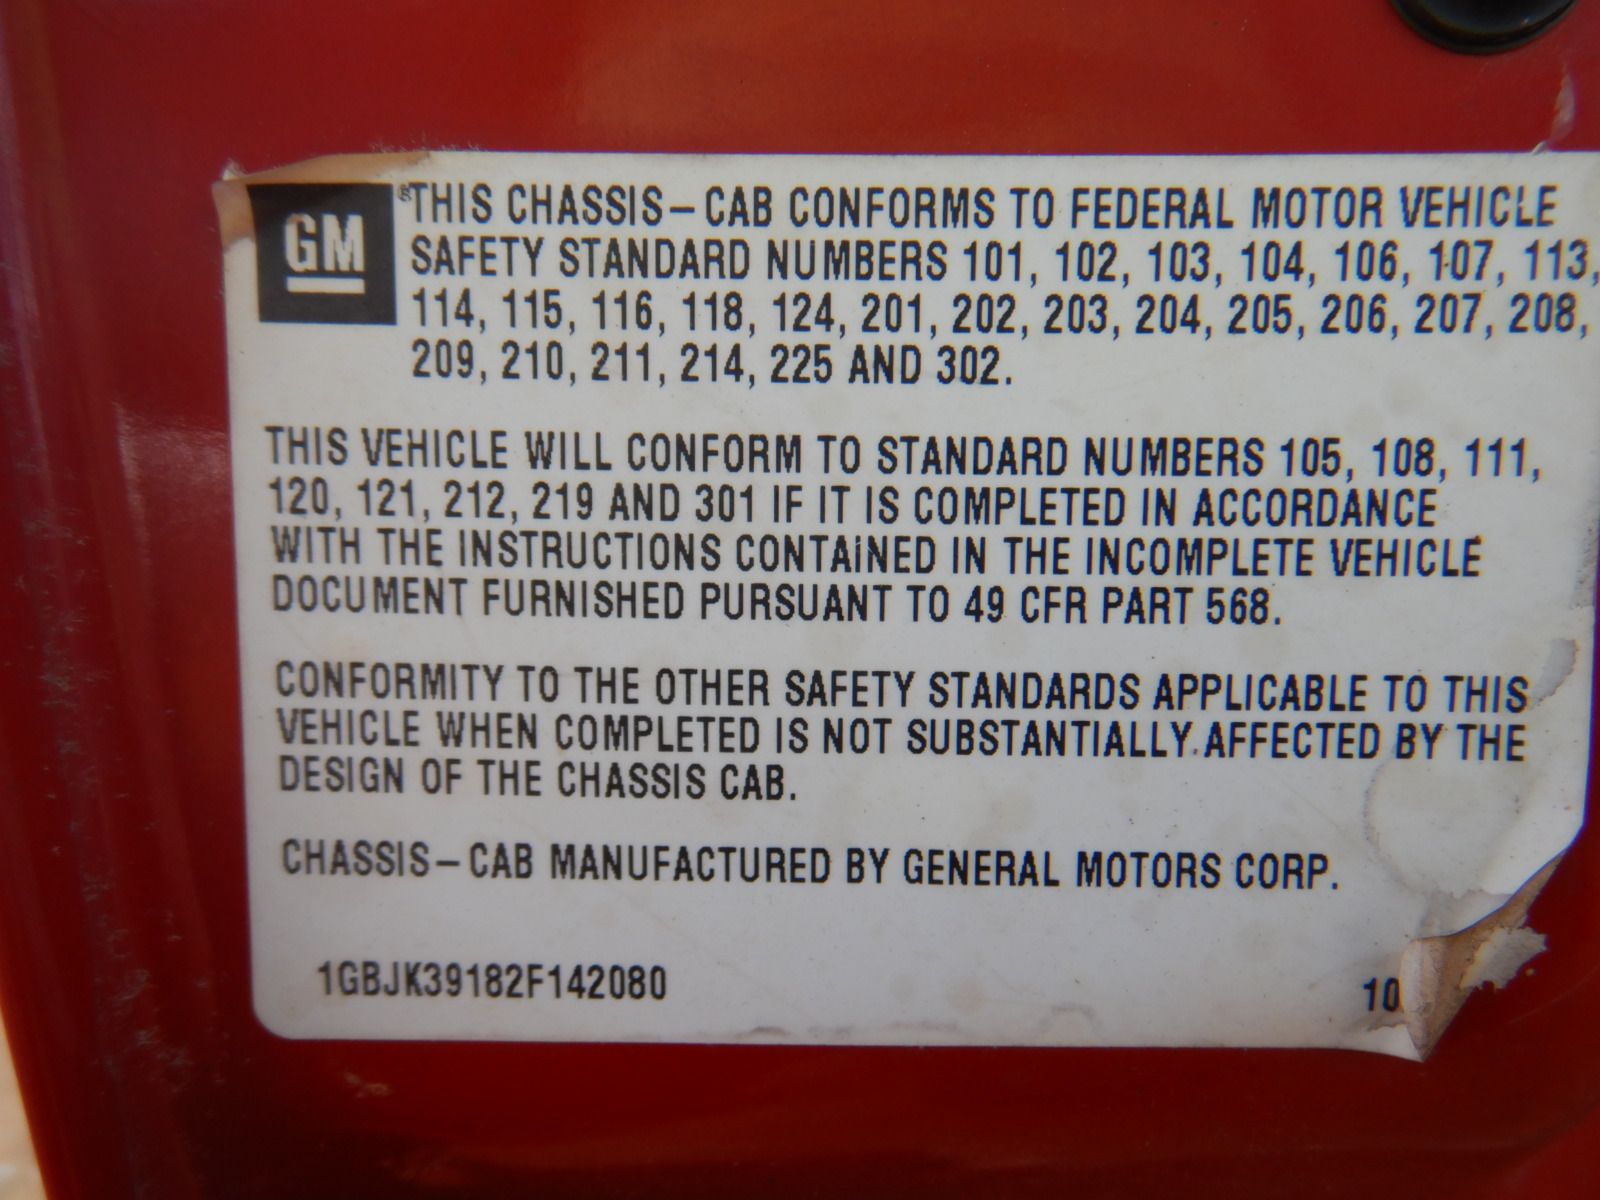 GM
® THIS CHASSIS–CAB CONFORMS TO FEDERAL MOTOR VEHICLE
SAFETY STANDARD NUMBERS 101, 102, 103, 104, 106, 107, 113,
114, 115, 116, 118, 124, 201, 202, 203, 204, 205, 206, 207, 208,
209, 210, 211, 214, 225 AND 302.
THIS VEHICLE WILL CONFORM TO STANDARD NUMBERS 105, 108, 111,
120, 121, 212, 219 AND 301 IF IT IS COMPLETED IN ACCORDANCE
WITH THE INSTRUCTIONS CONTAINED IN THE INCOMPLETE VEHICLE
DOCUMENT FURNISHED PURSUANT TO 49 CFR PART 568.
CONFORMITY TO THE OTHER SAFETY STANDARDS APPLICABLE TO THIS
VEHICLE WHEN COMPLETED IS NOT SUBSTANTIALLY AFFECTED BY THE
DESIGN OF THE CHASSIS CAB.
CHASSIS–CAB MANUFACTURED BY GENERAL MOTORS CORP.
1GBJK39182F142080